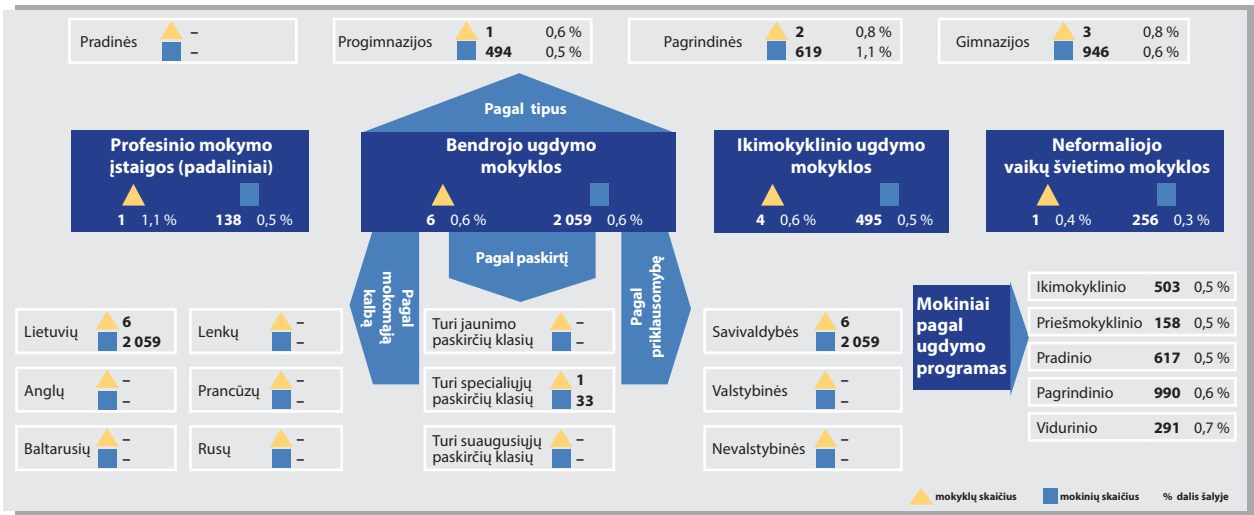 Pradinės
–
–
Progimnazijos
1 0,6 %
494 0,5 %
Pagrindinės
2 0,8 %
619 1,1 %
Gimnazijos
3 0,8 %
946 0,6 %
Pagal tipus
Profesinio mokymo
įstaigos (padaliniai)
1 1,1 % 138 0,5 %
Bendrojo ugdymo
mokyklos
6 0,6 % 2 059 0,6 %
Ikimokyklinio ugdymo
mokyklos
4 0,6 % 495 0,5 %
Neformaliojo
vaikų švietimo mokyklos
1 0,4 % 256 0,3 %
Pagal
mokomąją
kalbą
Pagal paskirtį
Pagal
priklausomybę
Lietuvių
6
2 059
Lenkų
–
–
Anglų
–
–
Prancūzų
–
–
Baltarusių
–
–
Rusų
–
–
Turi jaunimo
paskirčių klasių
–
–
Turi specialiųjų
paskirčių klasių
1
33
Turi suaugusiųjų
paskirčių klasių
–
–
Savivaldybės
6
2 059
Valstybinės
–
–
Nevalstybinės
–
–
Mokiniai
pagal
ugdymo
programas
Ikimokyklinio 503 0,5 %
Priešmokyklinio 158 0,5 %
Pradinio 617 0,5 %
Pagrindinio 990 0,6 %
Vidurinio 291 0,7 %
mokyklų skaičius mokinių skaičius % dalis šalyje